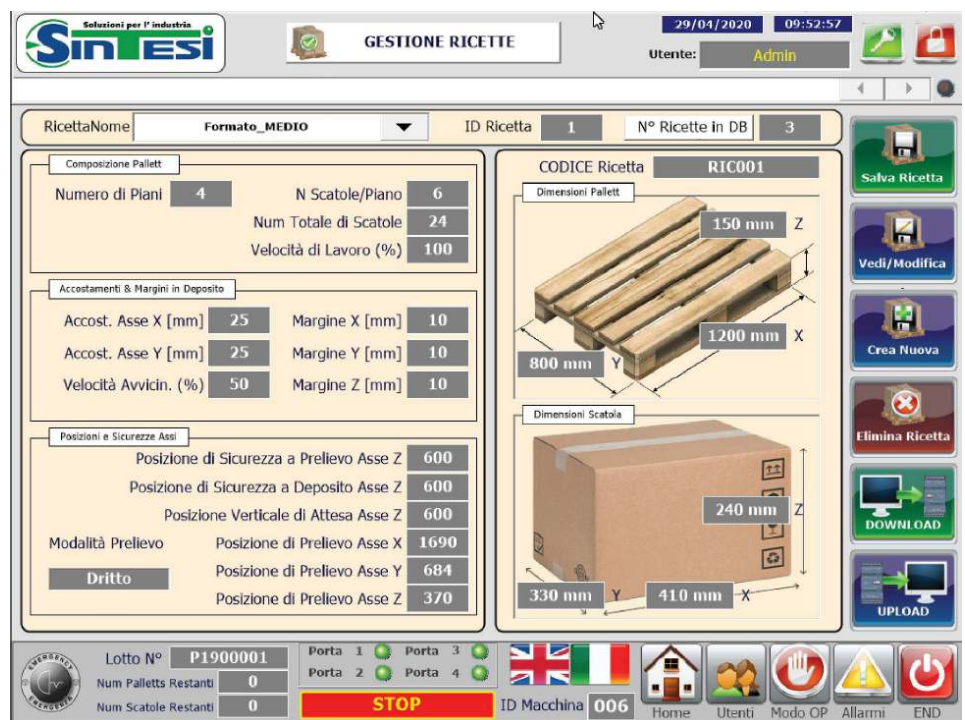 Soluzioni per l'industria
SINTESI
GESTIONE RICETTE
29/04/2020 09:52:57
Utente: Admin
RicettaNome Formato_MEDIO ID Ricetta 1 N° Ricette in DB 3
Composizione Pallett
Numero di Piani 4 N Scatole/Piano 6
Num Totale di Scatole 24
Velocità di Lavoro (%) 100
Accostamenti & Margini in Deposito
Accost. Asse X [mm] 25 Margine X [mm] 10
Accost. Asse Y [mm] 25 Margine Y [mm] 10
Velocità Avvicin. (%) 50 Margine Z [mm] 10
Posizioni e Sicurezze Assi
Posizione di Sicurezza a Prelievo Asse Z 600
Posizione di Sicurezza a Deposito Asse Z 600
Posizione Verticale di Attesa Asse Z 600
Modalità Prelievo Posizione di Prelievo Asse X 1690
Dritto Posizione di Prelievo Asse Y 684
Posizione di Prelievo Asse Z 370
CODICE Ricetta RIC001
Dimensioni Pallett
150 mm Z
1200 mm X
800 mm Y
Dimensioni Scatola
240 mm Z
330 mm Y 410 mm X
Salva Ricetta
Vedi/Modifica
Crea Nuova
Elimina Ricetta
DOWNLOAD
UPLOAD
EMERGENCY
Lotto N° P1900001
Num Palletts Restanti 0
Num Scatole Restanti 0
Porta 1 Porta 3
Porta 2 Porta 4
STOP
ID Macchina 006
Home Utenti Modo OP Allarmi END